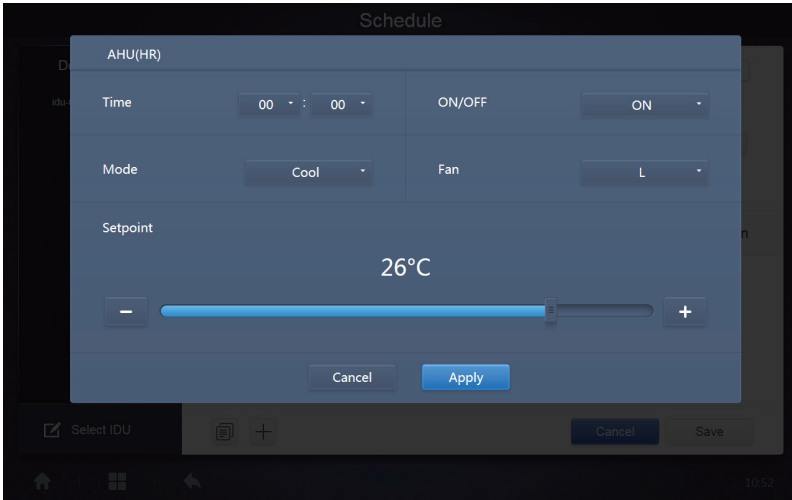 Schedule
AHU(HR)
Time 00 : 00 ON/OFF ON
idu-
Mode Cool Fan L
Setpoint
n
26°C
− +
Cancel Apply
Select IDU Cancel Save
10:52